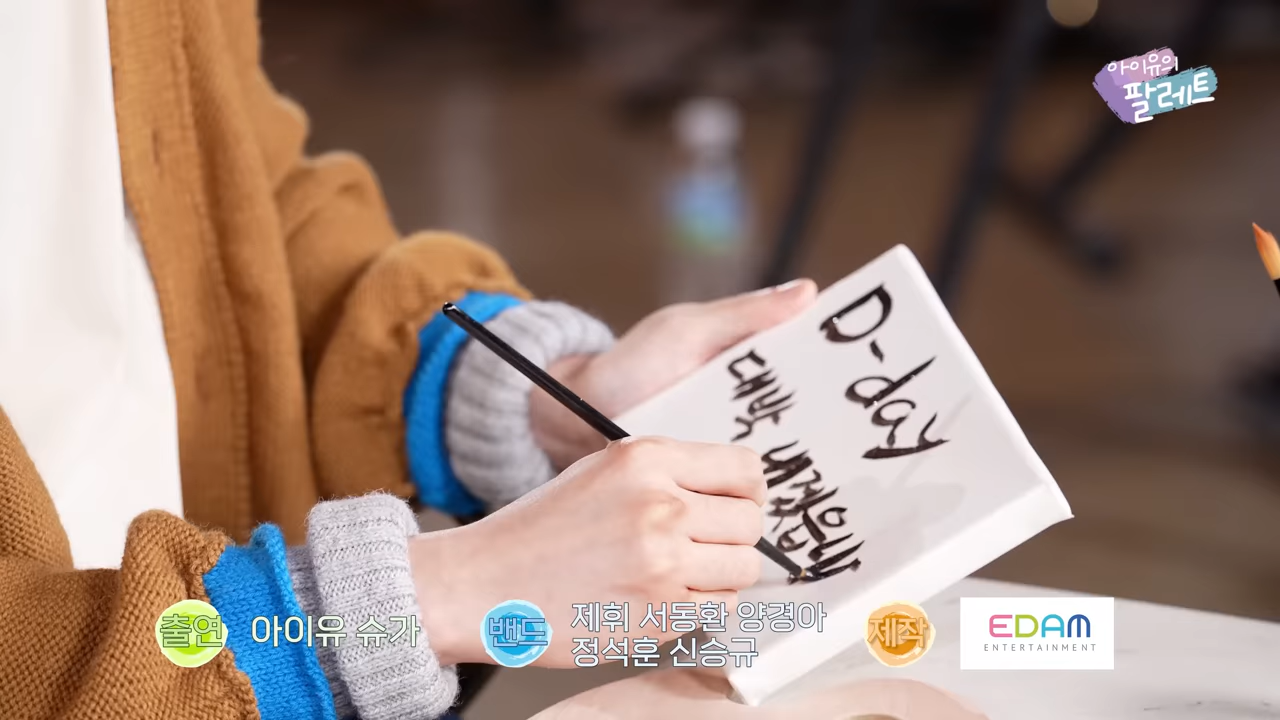 아이유의
팔레트
D-day
대박 내겠읍니
출연 아이유 슈가
밴드 제휘 서동환 양경아
정석훈 신승규
제작 EDAM
ENTERTAINMENT